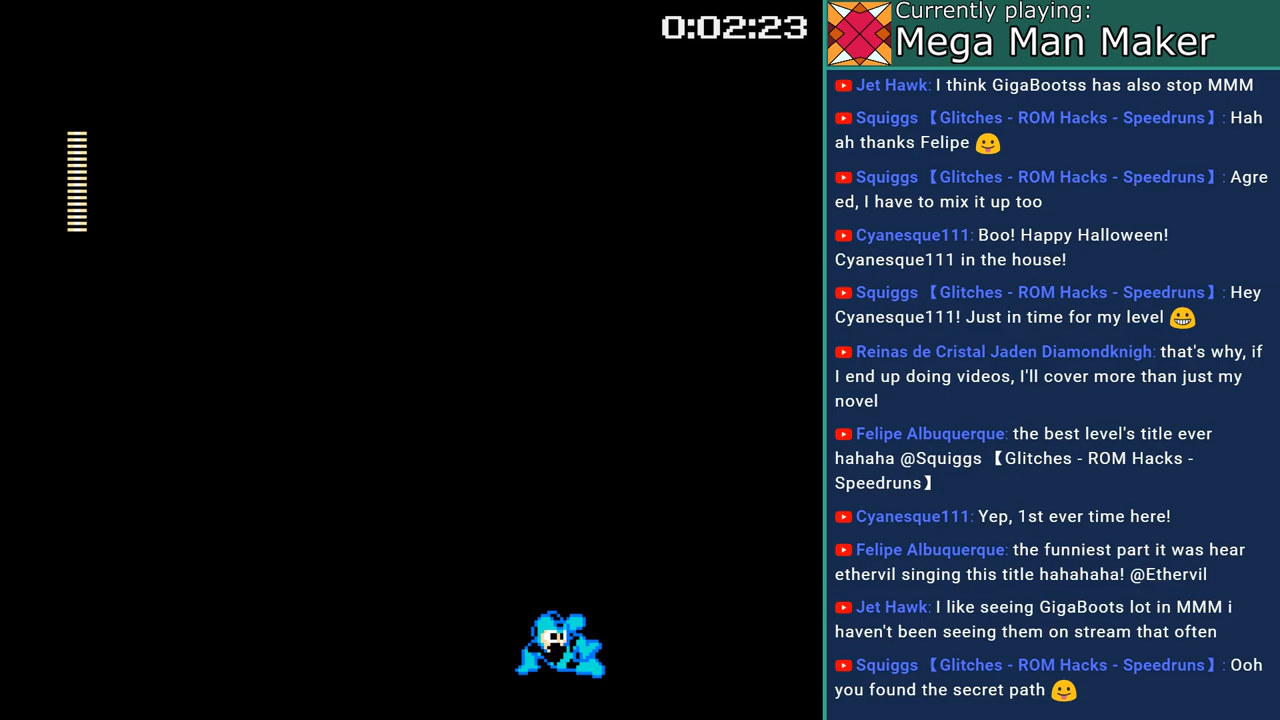 0:02:23
Currently playing:
Mega Man Maker
Jet Hawk: I think GigaBootss has also stop MMM
Squiggs 【Glitches - ROM Hacks - Speedruns】: Hah
ah thanks Felipe
Squiggs 【Glitches - ROM Hacks - Speedruns】: Agre
ed, I have to mix it up too
Cyanesque111: Boo! Happy Halloween!
Cyanesque111 in the house!
Squiggs 【Glitches - ROM Hacks - Speedruns】: Hey
Cyanesque111! Just in time for my level
Reinas de Cristal Jaden Diamondknigh: that's why, if
I end up doing videos, I'll cover more than just my
novel
Felipe Albuquerque: the best level's title ever
hahaha @Squiggs 【Glitches - ROM Hacks -
Speedruns】
Cyanesque111: Yep, 1st ever time here!
Felipe Albuquerque: the funniest part it was hear
ethervil singing this title hahahaha! @Ethervil
Jet Hawk: I like seeing GigaBoots lot in MMM i
haven't been seeing them on stream that often
Squiggs 【Glitches - ROM Hacks - Speedruns】: Ooh
you found the secret path